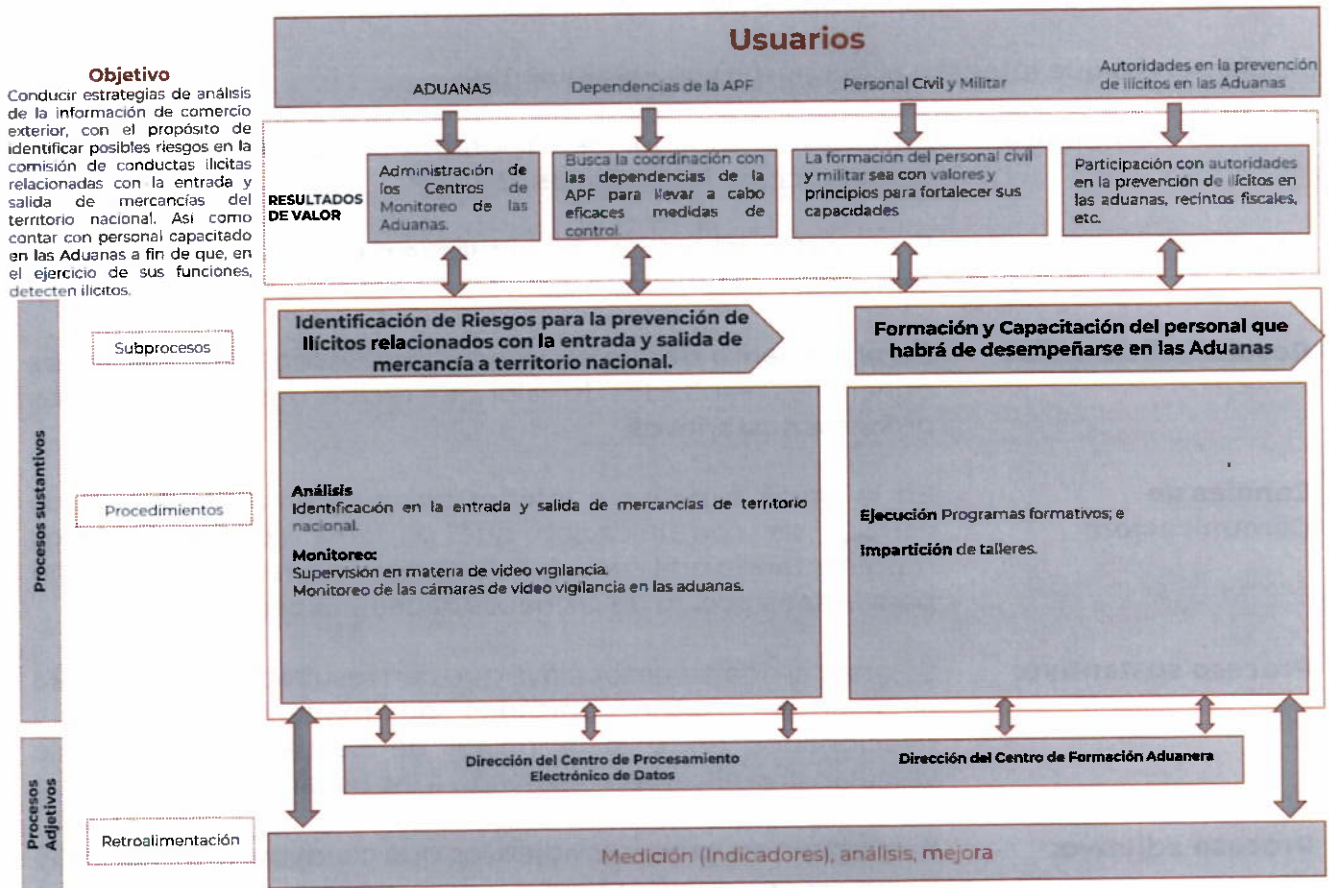 Usuarios
Objetivo
Conducir estrategias de análisis
de la información de comercio
exterior, con el propósito de
identificar posibles riesgos en la
comisión de conductas ilícitas
relacionadas con la entrada y
salida de mercancías del
territorio nacional. Así como
contar con personal capacitado
en las Aduanas a fin de que, en
el ejercicio de sus funciones,
detecten ilícitos.
ADUANAS
Dependencias de la APF
Personal Civil y Militar
Autoridades en la prevención
de ilícitos en las Aduanas
RESULTADOS
DE VALOR
Administración de
los Centros de
Monitoreo de las
Aduanas.
Busca la coordinación con
las dependencias de la
APF para llevar a cabo
eficaces medidas de
control.
La formación del personal civil
y militar sea con valores y
principios para fortalecer sus
capacidades
Participación con autoridades
en la prevención de ilícitos en
las aduanas, recintos fiscales,
etc.
Procesos sustantivos
Subprocesos
Identificación de Riesgos para la prevención de
Ilícitos relacionados con la entrada y salida de
mercancía a territorio nacional.
Formación y Capacitación del personal que
habrá de desempeñarse en las Aduanas
Procedimientos
Análisis
Identificación en la entrada y salida de mercancías de territorio
nacional.
Monitoreo:
Supervisión en materia de video vigilancia.
Monitoreo de las cámaras de video vigilancia en las aduanas.
Ejecución Programas formativos; e
Impartición de talleres.
Procesos
Adjetivos
Dirección del Centro de Procesamiento
Electrónico de Datos
Dirección del Centro de Formación Aduanera
Retroalimentación
Medición (Indicadores), análisis, mejora